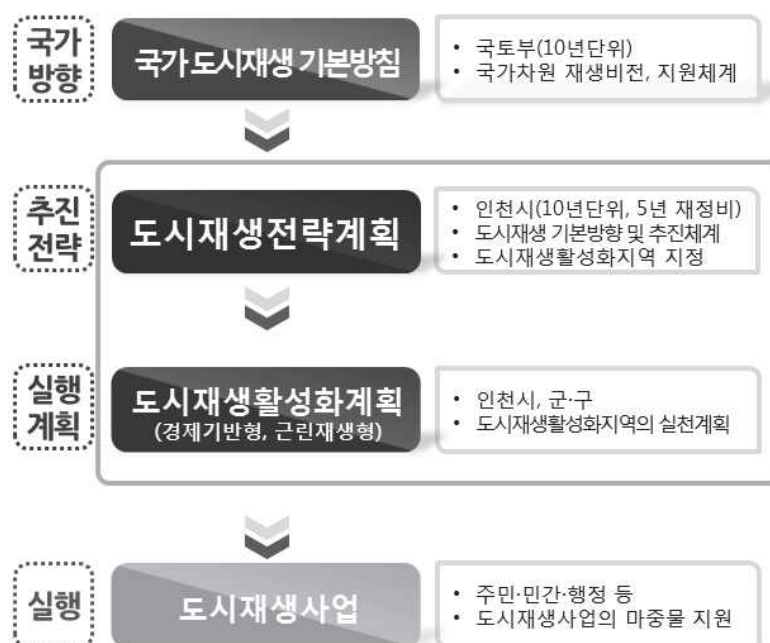 국가
방향
국가 도시재생 기본방침
• 국토부(10년단위)
• 국가차원 재생비전, 지원체계
추진
전략
도시재생전략계획
• 인천시(10년단위, 5년 재정비)
• 도시재생 기본방향 및 추진체계
• 도시재생활성화지역 지정
실행
계획
도시재생활성화계획
(경제기반형, 근린재생형)
• 인천시, 군·구
• 도시재생활성화지역의 실천계획
실행
도시재생사업
• 주민·민간·행정 등
• 도시재생사업의 마중물 지원